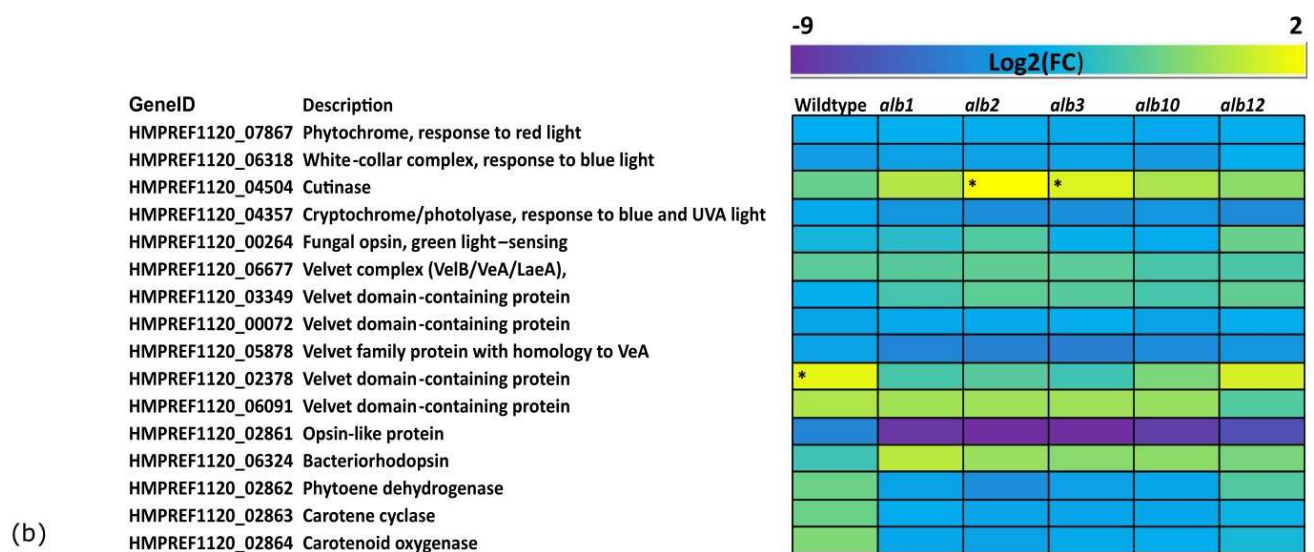 -9 2
Log2(FC)
GeneID Description Wildtype alb1 alb2 alb3 alb10 alb12
HMPREF1120_07867 Phytochrome, response to red light
HMPREF1120_06318 White-collar complex, response to blue light
HMPREF1120_04504 Cutinase * *
HMPREF1120_04357 Cryptochrome/photolyase, response to blue and UVA light
HMPREF1120_00264 Fungal opsin, green light-sensing
HMPREF1120_06677 Velvet complex (VelB/VeA/LaeA),
HMPREF1120_03349 Velvet domain-containing protein
HMPREF1120_00072 Velvet domain-containing protein
HMPREF1120_05878 Velvet family protein with homology to VeA
HMPREF1120_02378 Velvet domain-containing protein *
HMPREF1120_06091 Velvet domain-containing protein
HMPREF1120_02861 Opsin-like protein
HMPREF1120_06324 Bacteriorhodopsin
HMPREF1120_02862 Phytoene dehydrogenase
HMPREF1120_02863 Carotene cyclase
(b) HMPREF1120_02864 Carotenoid oxygenase